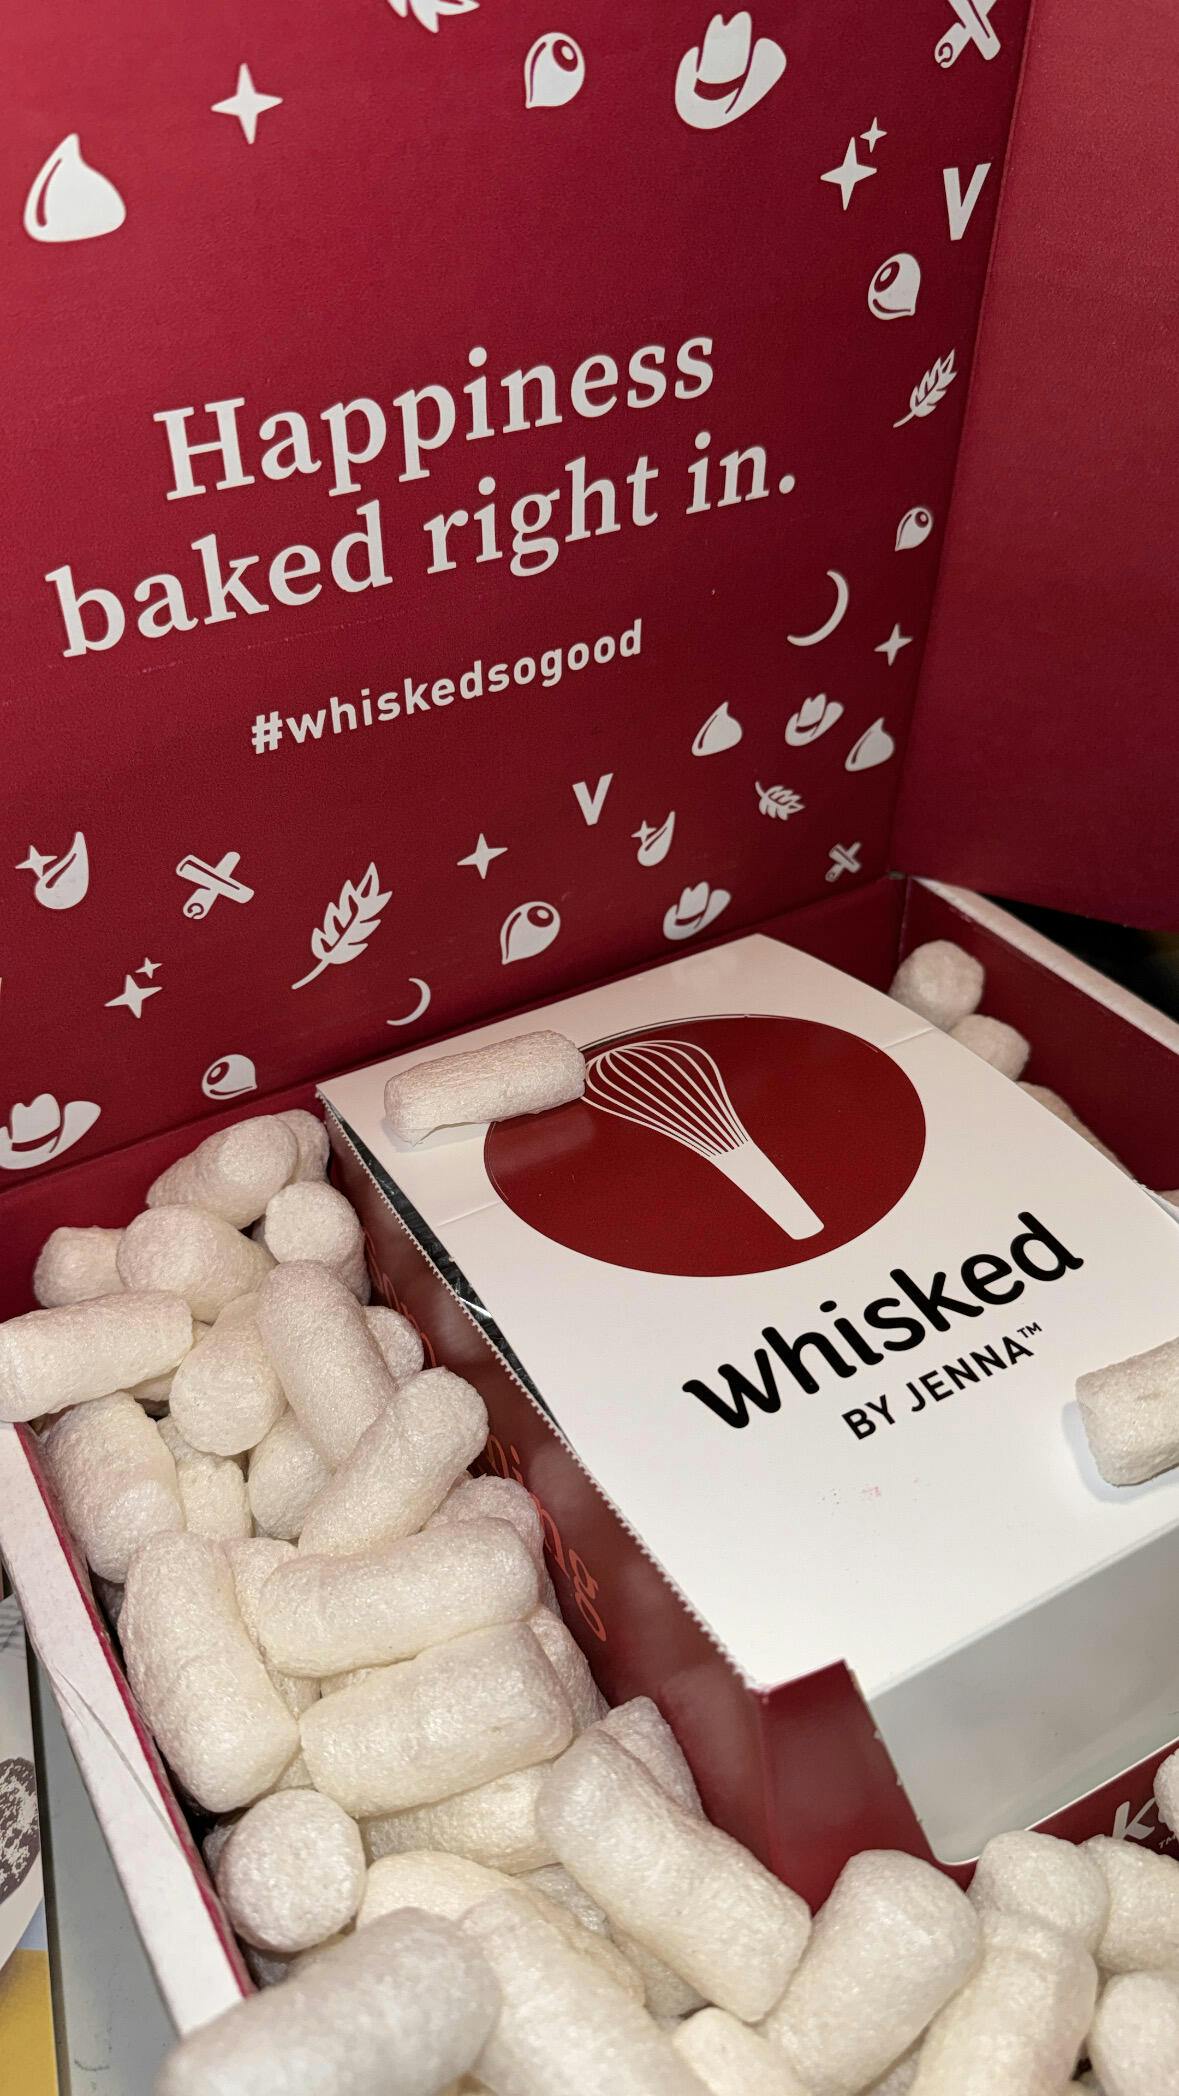 Happiness
baked right in.
#whiskedsogood
whisked
BY JENNA™